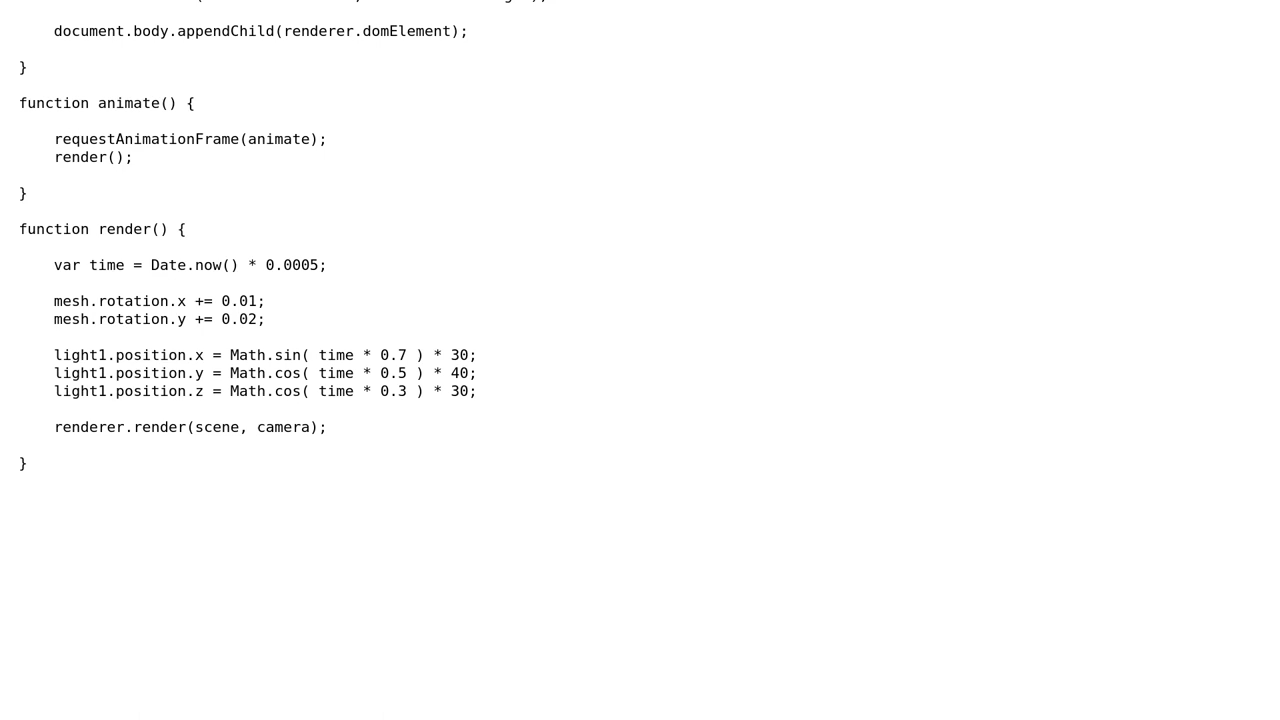 document.body.appendChild(renderer.domElement);
}
function animate() {
requestAnimationFrame(animate);
render();
}
function render() {
var time = Date.now() * 0.0005;
mesh.rotation.x += 0.01;
mesh.rotation.y += 0.02;
light1.position.x = Math.sin( time * 0.7 ) * 30;
light1.position.y = Math.cos( time * 0.5 ) * 40;
light1.position.z = Math.cos( time * 0.3 ) * 30;
renderer.render(scene, camera);
}